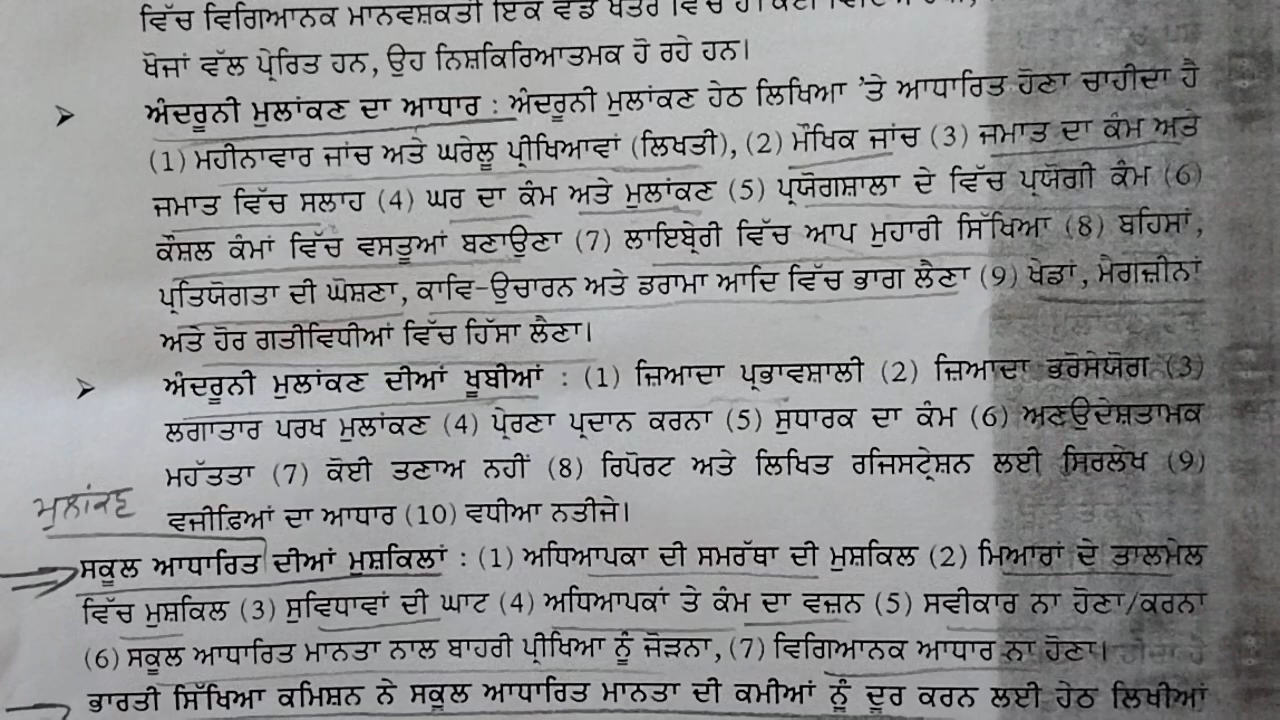 ਵਿੱਚ ਵਿਗਿਆਨਕ ਮਾਨਵਸ਼ਕਤੀ ਇਕ ਵੱਡੇ ਖੇਤਰ ਵਿੱਚ
ਖੋਜਾਂ ਵੱਲ ਪ੍ਰੇਰਿਤ ਹਨ, ਉਹ ਨਿਸ਼ਕਿਰਿਆਤਮਕ ਹੋ ਰਹੇ ਹਨ।
➢ ਅੰਦਰੂਨੀ ਮੁਲਾਂਕਣ ਦਾ ਆਧਾਰ : ਅੰਦਰੂਨੀ ਮੁਲਾਂਕਣ ਹੇਠ ਲਿਖਿਆ 'ਤੇ ਆਧਾਰਿਤ ਹੋਣਾ ਚਾਹੀਦਾ ਹੈ
(1) ਮਹੀਨਾਵਾਰ ਜਾਂਚ ਅਤੇ ਘਰੇਲੂ ਪ੍ਰੀਖਿਆਵਾਂ (ਲਿਖਤੀ), (2) ਮੌਖਿਕ ਜਾਂਚ (3) ਜਮਾਤ ਦਾ ਕੰਮ ਅਤੇ
ਜਮਾਤ ਵਿੱਚ ਸਲਾਹ (4) ਘਰ ਦਾ ਕੰਮ ਅਤੇ ਮੁਲਾਂਕਣ (5) ਪ੍ਰਯੋਗਸ਼ਾਲਾ ਦੇ ਵਿੱਚ ਪ੍ਰਯੋਗੀ ਕੰਮ (6)
ਕੌਸ਼ਲ ਕੰਮਾਂ ਵਿੱਚ ਵਸਤੂਆਂ ਬਣਾਉਣਾ (7) ਲਾਇਬ੍ਰੇਰੀ ਵਿੱਚ ਆਪ ਮੁਹਾਰੀ ਸਿੱਖਿਆ (8) ਬਹਿਸਾਂ,
ਪ੍ਰਤਿਯੋਗਤਾ ਦੀ ਘੋਸ਼ਣਾ, ਕਾਵਿ-ਉਚਾਰਨ ਅਤੇ ਡਰਾਮਾ ਆਦਿ ਵਿੱਚ ਭਾਗ ਲੈਣਾ (9) ਖੇਡਾਂ, ਮੇਗਜ਼ੀਨਾਂ
ਅਤੇ ਹੋਰ ਗਤੀਵਿਧੀਆਂ ਵਿੱਚ ਹਿੱਸਾ ਲੈਣਾ।
➢ ਅੰਦਰੂਨੀ ਮੁਲਾਂਕਣ ਦੀਆਂ ਖੂਬੀਆਂ : (1) ਜ਼ਿਆਦਾ ਪ੍ਰਭਾਵਸ਼ਾਲੀ (2) ਜ਼ਿਆਦਾ ਭਰੋਸੇਯੋਗ (3)
ਲਗਾਤਾਰ ਪਰਖ ਮੁਲਾਂਕਣ (4) ਪ੍ਰੇਰਣਾ ਪ੍ਰਦਾਨ ਕਰਨਾ (5) ਸੁਧਾਰਕ ਦਾ ਕੰਮ (6) ਅਣਉਦੇਸ਼ਤਾਮਕ
ਮਹੱਤਤਾ (7) ਕੋਈ ਤਣਾਅ ਨਹੀਂ (8) ਰਿਪੋਰਟ ਅਤੇ ਲਿਖਿਤ ਰਜਿਸਟ੍ਰੇਸ਼ਨ ਲਈ ਸਿਰਲੇਖ (9)
ਵਜੀਫ਼ਿਆਂ ਦਾ ਆਧਾਰ (10) ਵਧੀਆ ਨਤੀਜੇ।
ਮੁਲਾਂਕਣ
ਸਕੂਲ ਆਧਾਰਿਤ ਦੀਆਂ ਮੁਸ਼ਕਿਲਾਂ : (1) ਅਧਿਆਪਕਾ ਦੀ ਸਮਰੱਥਾ ਦੀ ਮੁਸ਼ਕਿਲ (2) ਮਿਆਰਾਂ ਦੇ ਤਾਲਮੇਲ
ਵਿੱਚ ਮੁਸ਼ਕਿਲ (3) ਸੁਵਿਧਾਵਾਂ ਦੀ ਘਾਟ (4) ਅਧਿਆਪਕਾਂ ਤੇ ਕੰਮ ਦਾ ਵਜ਼ਨ (5) ਸਵੀਕਾਰ ਨਾ ਹੋਣਾ/ਕਰਨਾ
(6) ਸਕੂਲ ਆਧਾਰਿਤ ਮਾਨਤਾ ਨਾਲ ਬਾਹਰੀ ਪ੍ਰੀਖਿਆ ਨੂੰ ਜੋੜਨਾ, (7) ਵਿਗਿਆਨਕ ਆਧਾਰ ਨਾ ਹੋਣਾ।
ਭਾਰਤੀ ਸਿੱਖਿਆ ਕਮਿਸ਼ਨ ਨੇ ਸਕੂਲ ਆਧਾਰਿਤ ਮਾਨਤਾ ਦੀ ਕਮੀਆਂ ਨੂੰ ਦੂਰ ਕਰਨ ਲਈ ਹੇਠ ਲਿਖੀਆਂ